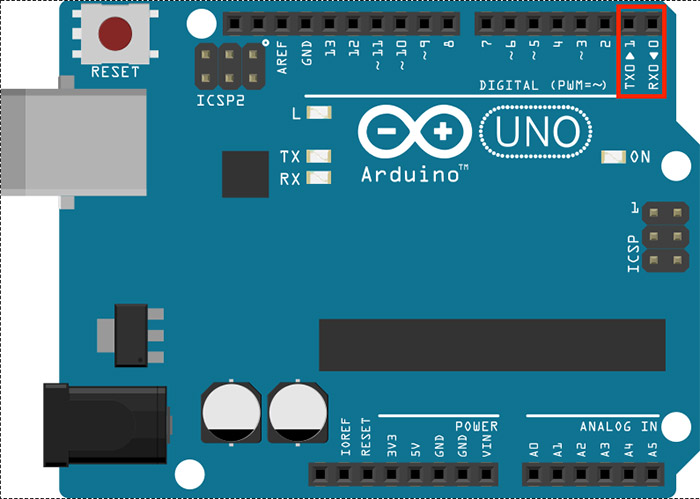 RESET
ICSP2
AREF
GND
13
12
~11
~10
~9
8
7
~6
~5
4
~3
2
TX0▶1
RX0◀0
DIGITAL (PWM=~)
L
TX
RX
UNO
Arduino™
ON
1
ICSP
POWER
ANALOG IN
IOREF
RESET
3V3
5V
GND
GND
VIN
A0
A1
A2
A3
A4
A5